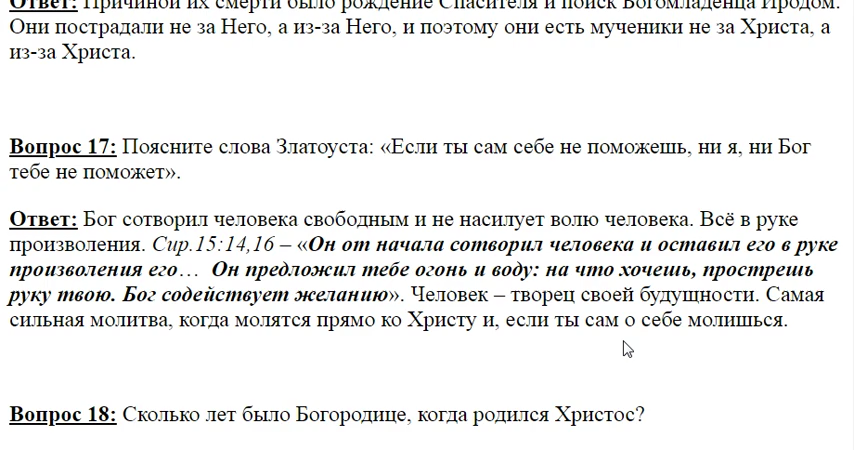 Ответ: Причиной их смерти было рождение Спасителя и поиск Богомладенца Иродом.
Они пострадали не за Него, а из-за Него, и поэтому они есть мученики не за Христа, а
из-за Христа.
Вопрос 17: Поясните слова Златоуста: «Если ты сам себе не поможешь, ни я, ни Бог
тебе не поможет».
Ответ: Бог сотворил человека свободным и не насилует волю человека. Всё в руке
произволения. Сир.15:14,16 – «Он от начала сотворил человека и оставил его в руке
произволения его… Он предложил тебе огонь и воду: на что хочешь, прострешь
руку твою. Бог содействует желанию». Человек – творец своей будущности. Самая
сильная молитва, когда молятся прямо ко Христу и, если ты сам о себе молишься.
Вопрос 18: Сколько лет было Богородице, когда родился Христос?